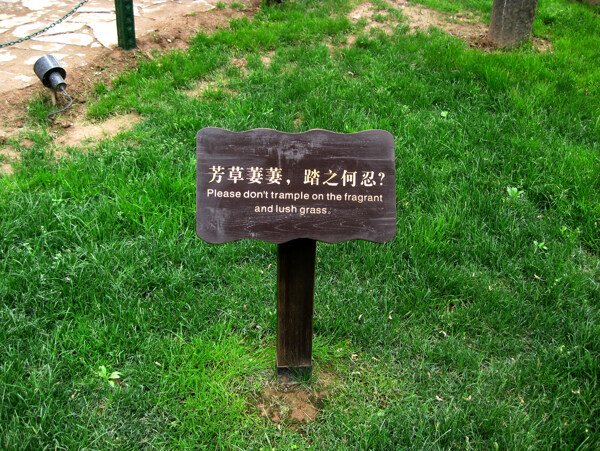 芳草萋萋，踏之何忍？
Please don't trample on the fragrant
and lush grass.